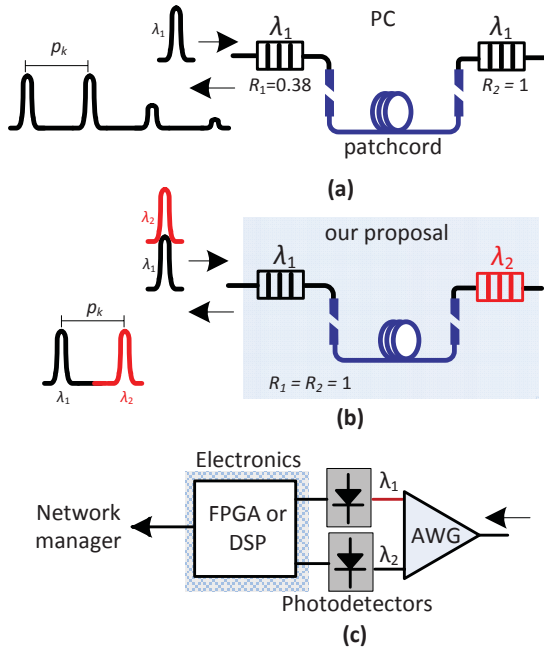 λ₁
pₖ
λ₁
PC
λ₁
R₁=0.38
R₂ = 1
patchcord
(a)
λ₂
λ₁
our proposal
λ₁
λ₂
pₖ
λ₁
λ₂
R₁ = R₂ = 1
(b)
Electronics
λ₁
Network
manager
FPGA or
DSP
AWG
λ₂
Photodetectors
(c)